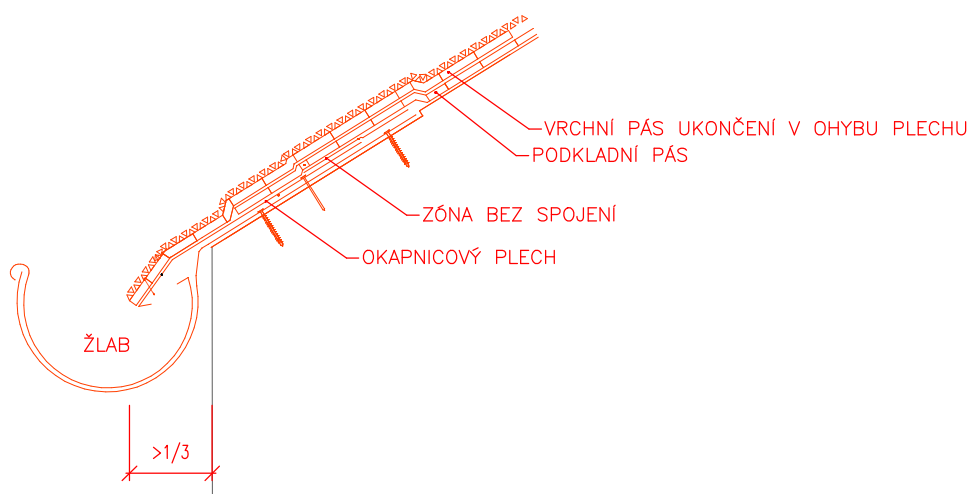 VRCHNÍ PÁS UKONČENÍ V OHYBU PLECHU
PODKLADNÍ PÁS
ZÓNA BEZ SPOJENÍ
OKAPNICOVÝ PLECH
ŽLAB
>1/3